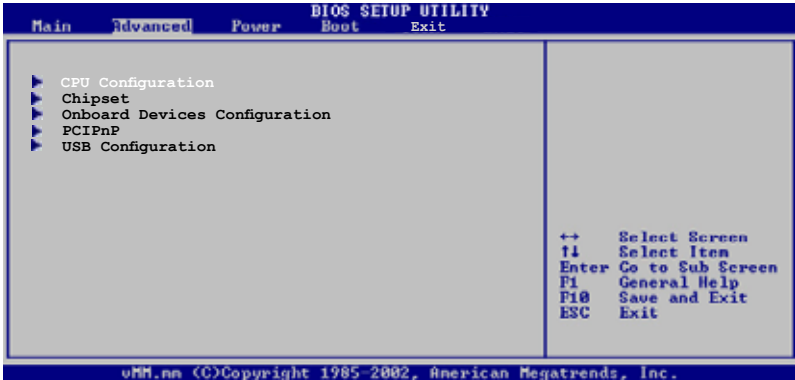 BIOS SETUP UTILITY
Main Advanced Power Boot Exit
CPU Configuration
Chipset
Onboard Devices Configuration
PCIPnP
USB Configuration
↔ Select Screen
↑↓ Select Item
Enter Go to Sub Screen
F1 General Help
F10 Save and Exit
ESC Exit
vMM.mm (C)Copyright 1985-2002, American Megatrends, Inc.